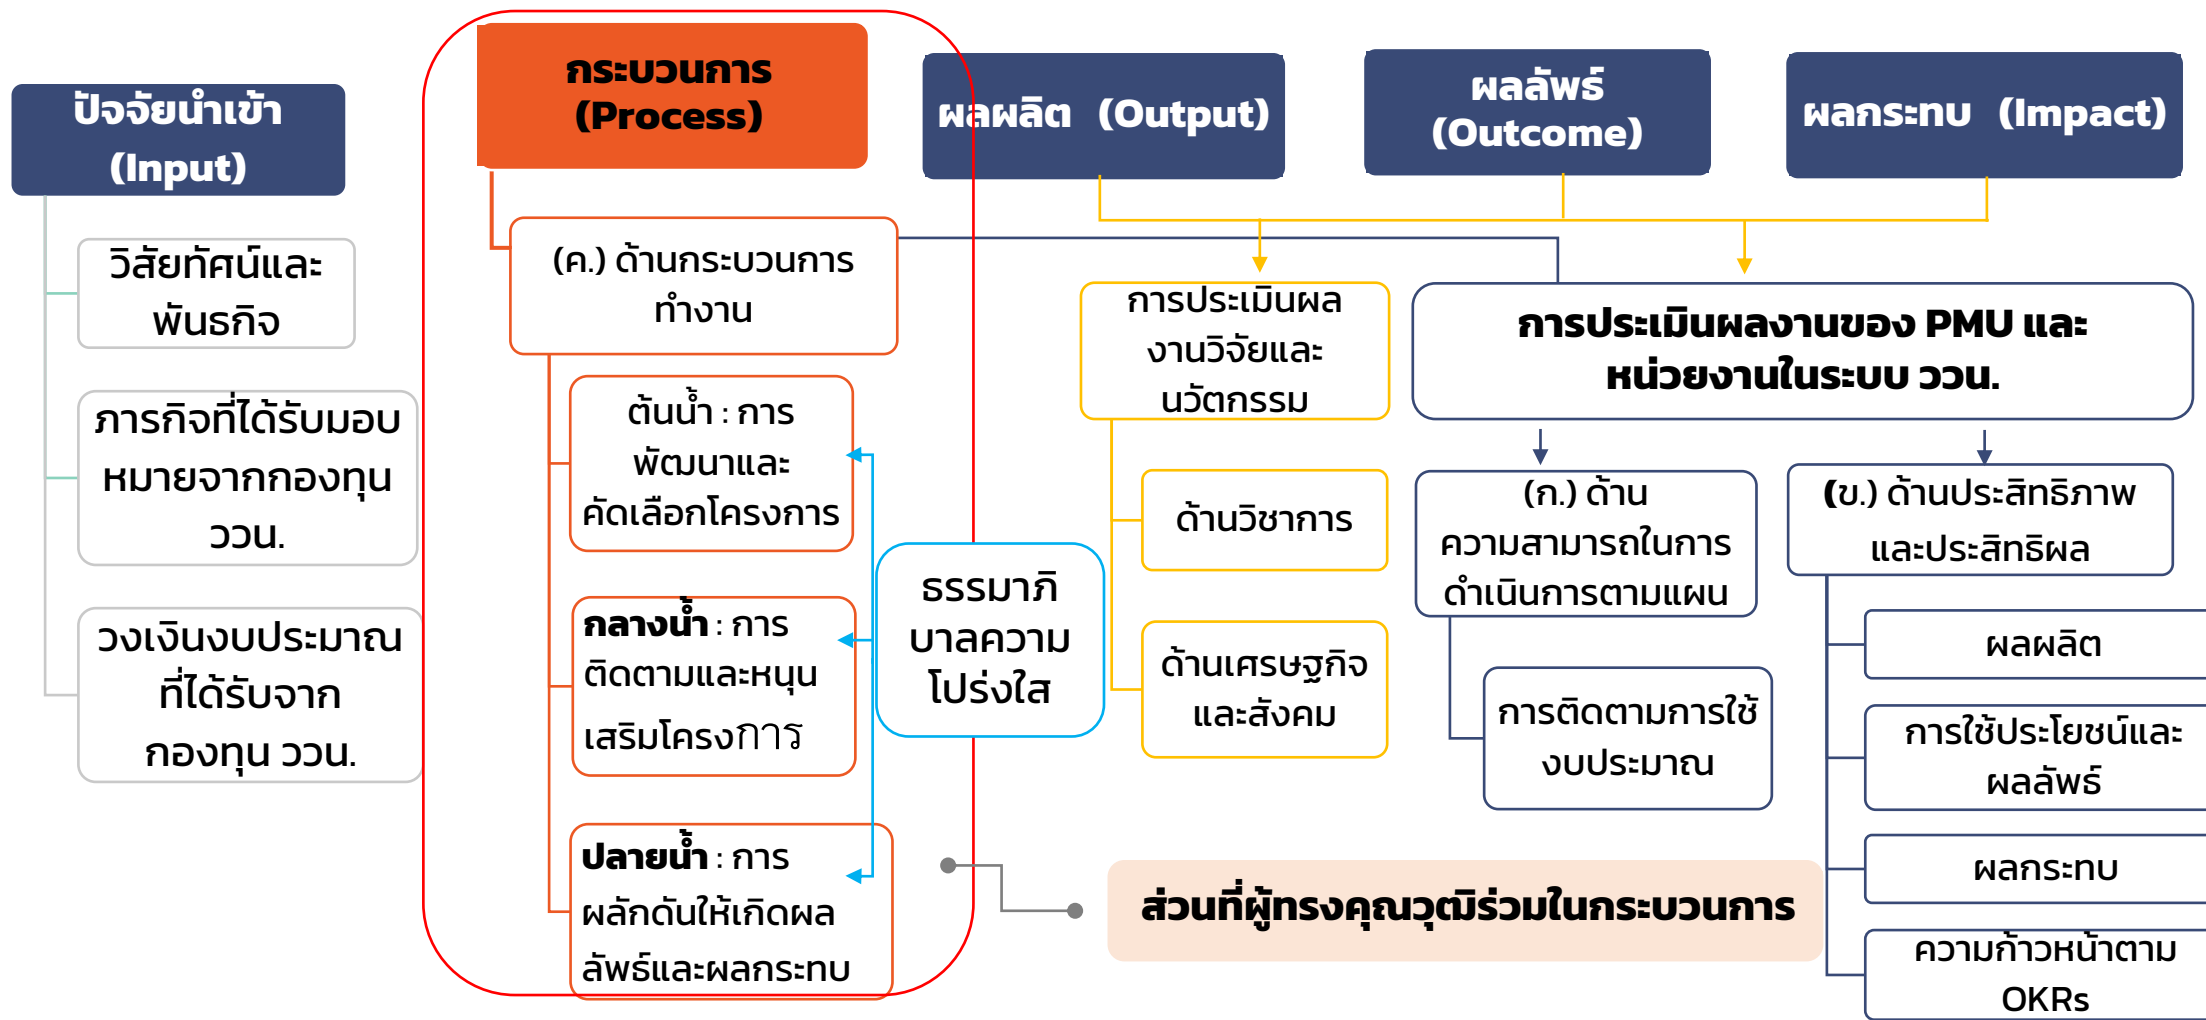 ปัจจัยนำเข้า
(Input)
วิสัยทัศน์และ
พันธกิจ
ภารกิจที่ได้รับมอบ
หมายจากกองทุน
ววน.
วงเงินงบประมาณ
ที่ได้รับจาก
กองทุน ววน.
กระบวนการ
(Process)
(ค.) ด้านกระบวนการ
ทำงาน
ต้นน้ำ : การ
พัฒนาและ
คัดเลือกโครงการ
กลางน้ำ : การ
ติดตามและหนุน
เสริมโครงการ
ปลายน้ำ : การ
ผลักดันให้เกิดผล
ลัพธ์และผลกระทบ
ธรรมาภิ
บาลความ
โปร่งใส
ผลผลิต (Output)
ผลลัพธ์
(Outcome)
ผลกระทบ (Impact)
การประเมินผล
งานวิจัยและ
นวัตกรรม
ด้านวิชาการ
ด้านเศรษฐกิจ
และสังคม
การประเมินผลงานของ PMU และ
หน่วยงานในระบบ ววน.
(ก.) ด้าน
ความสามารถในการ
ดำเนินการตามแผน
การติดตามการใช้
งบประมาณ
(ข.) ด้านประสิทธิภาพ
และประสิทธิผล
ผลผลิต
การใช้ประโยชน์และ
ผลลัพธ์
ผลกระทบ
ความก้าวหน้าตาม
OKRs
ส่วนที่ผู้ทรงคุณวุฒิร่วมในกระบวนการ